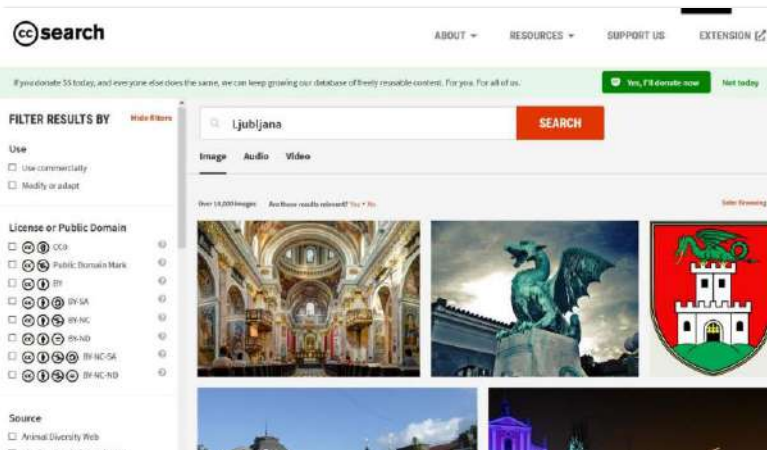 cc search
ABOUT RESOURCES SUPPORT US EXTENSION
If you donate $5 today, and everyone else does the same, we can keep growing our database of freely reusable content. For you. For all of us.
Yes, I'll donate now
Not today
FILTER RESULTS BY
Hide filters
Use
Use commercially
Modify or adapt
License or Public Domain
CC0
Public Domain Mark
BY
BY-SA
BY-NC
BY-ND
BY-NC-SA
BY-NC-ND
Source
Animal Diversity Web
Ljubljana
SEARCH
Image Audio Video
Over 10,000 images Are these results relevant? Yes • No
Safer Browsing